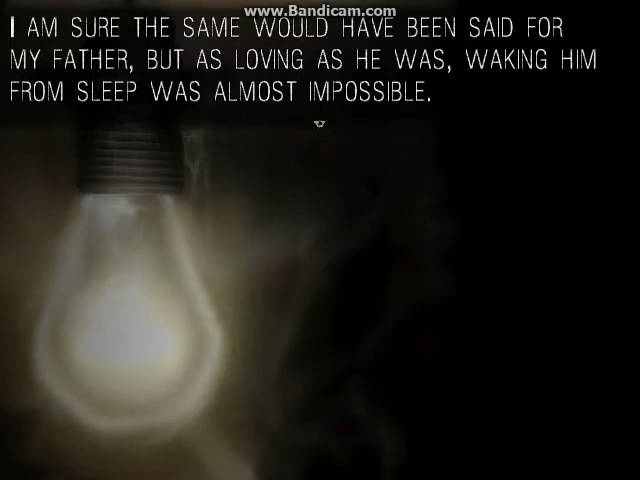 www.Bandicam.com
I AM SURE THE SAME WOULD HAVE BEEN SAID FOR
MY FATHER, BUT AS LOVING AS HE WAS, WAKING HIM
FROM SLEEP WAS ALMOST IMPOSSIBLE.